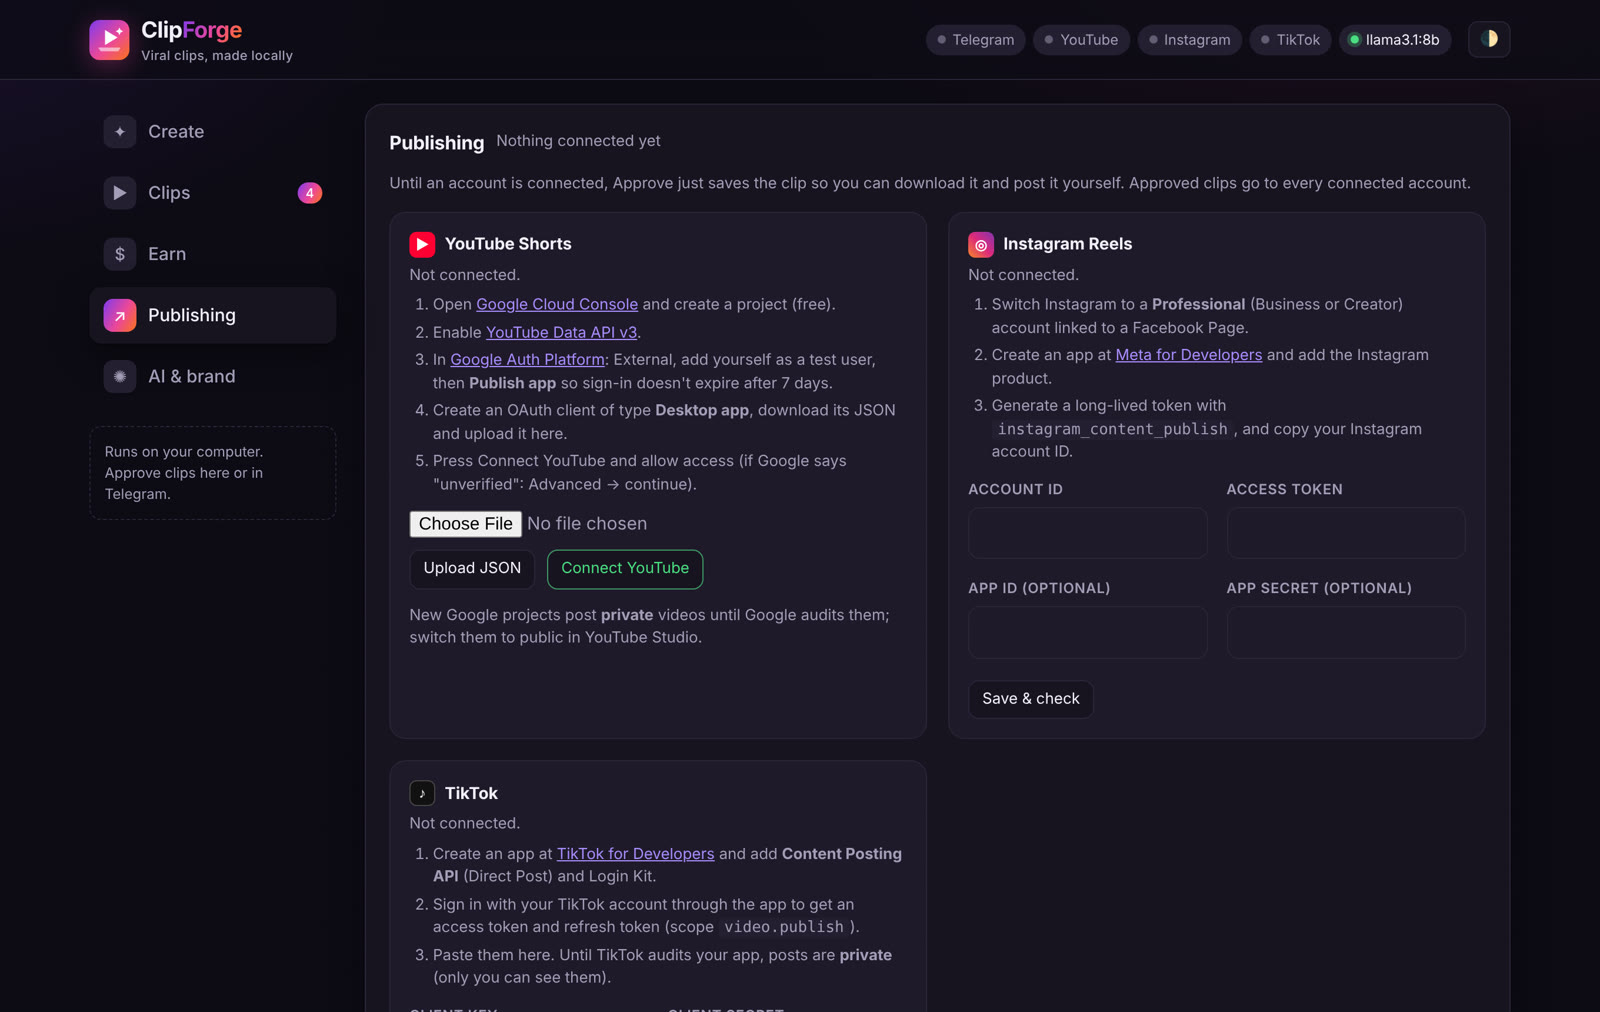 ClipForge
Viral clips, made locally
Telegram
YouTube
Instagram
TikTok
llama3.1:8b
Create
Clips
4
Earn
Publishing
AI & brand
Runs on your computer.
Approve clips here or in
Telegram.
Publishing Nothing connected yet
Until an account is connected, Approve just saves the clip so you can download it and post it yourself. Approved clips go to every connected account.
YouTube Shorts
Not connected.
1. Open Google Cloud Console and create a project (free).
2. Enable YouTube Data API v3.
3. In Google Auth Platform: External, add yourself as a test user,
then Publish app so sign-in doesn't expire after 7 days.
4. Create an OAuth client of type Desktop app, download its JSON
and upload it here.
5. Press Connect YouTube and allow access (if Google says
"unverified": Advanced → continue).
Choose File No file chosen
Upload JSON
Connect YouTube
New Google projects post private videos until Google audits them;
switch them to public in YouTube Studio.
Instagram Reels
Not connected.
1. Switch Instagram to a Professional (Business or Creator)
account linked to a Facebook Page.
2. Create an app at Meta for Developers and add the Instagram
product.
3. Generate a long-lived token with
instagram_content_publish, and copy your Instagram
account ID.
ACCOUNT ID
ACCESS TOKEN
APP ID (OPTIONAL)
APP SECRET (OPTIONAL)
Save & check
TikTok
Not connected.
1. Create an app at TikTok for Developers and add Content Posting
API (Direct Post) and Login Kit.
2. Sign in with your TikTok account through the app to get an
access token and refresh token (scope video.publish).
3. Paste them here. Until TikTok audits your app, posts are private
(only you can see them).
CLIENT KEY
CLIENT SECRET